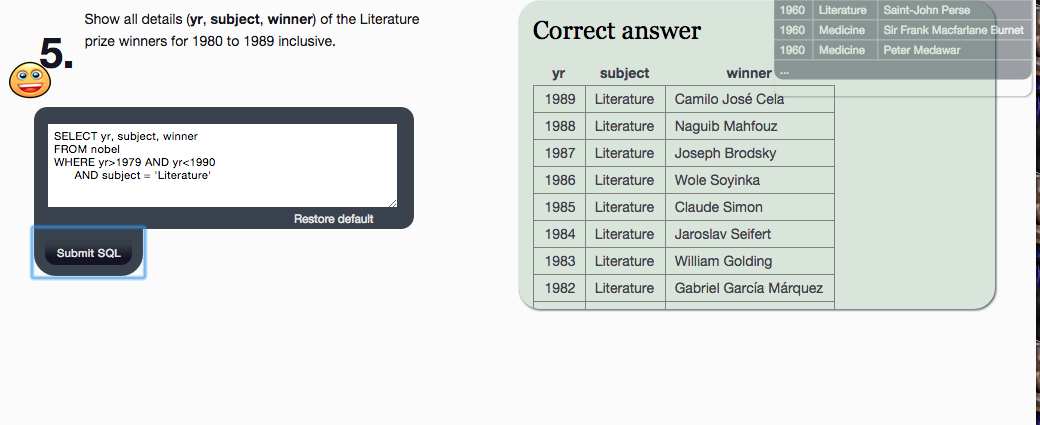 Show all details (yr, subject, winner) of the Literature
prize winners for 1980 to 1989 inclusive.
5.
SELECT yr, subject, winner
FROM nobel
WHERE yr>1979 AND yr<1990
AND subject = 'Literature'
Restore default
Submit SQL
Correct answer
yr subject winner
1989 Literature Camilo José Cela
1988 Literature Naguib Mahfouz
1987 Literature Joseph Brodsky
1986 Literature Wole Soyinka
1985 Literature Claude Simon
1984 Literature Jaroslav Seifert
1983 Literature William Golding
1982 Literature Gabriel García Márquez
1960 Literature Saint-John Perse
1960 Medicine Sir Frank Macfarlane Burnet
1960 Medicine Peter Medawar
...